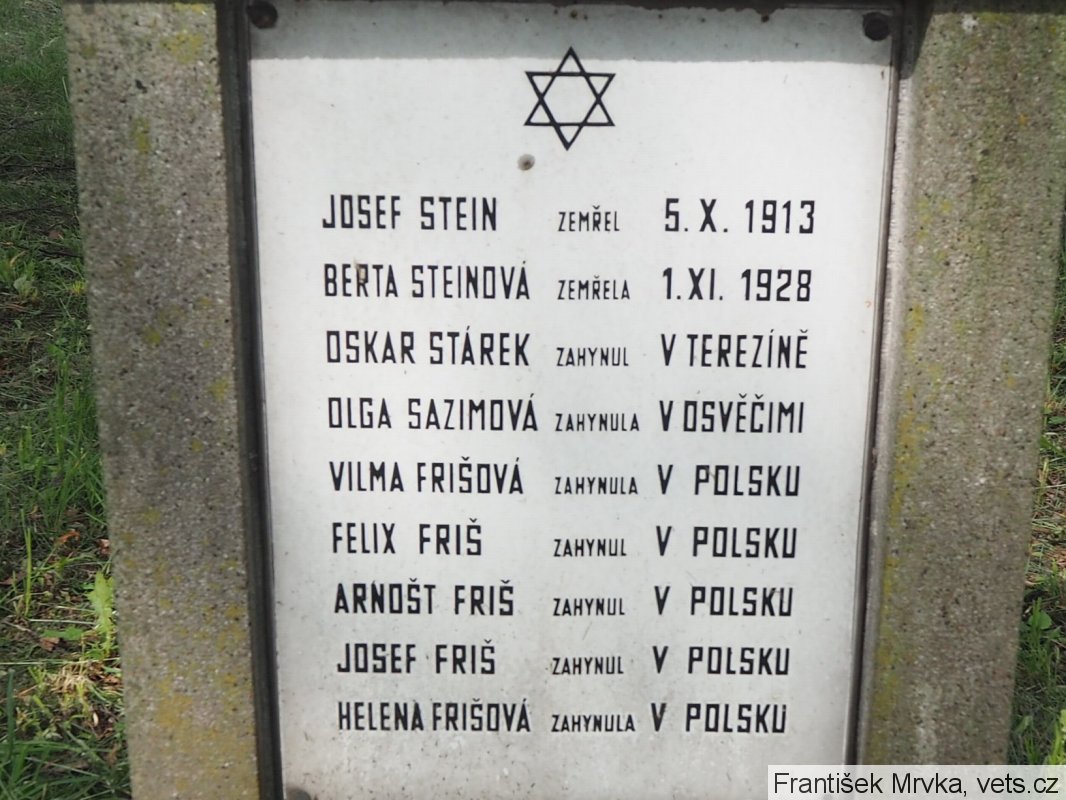 JOSEF STEIN ZEMŘEL 5. X. 1913
BERTA STEINOVÁ ZEMŘELA 1. XI. 1928
OSKAR STÁREK ZAHYNUL V TEREZÍNĚ
OLGA SAZIMOVÁ ZAHYNULA V OSVĚČIMI
VILMA FRIŠOVÁ ZAHYNULA V POLSKU
FELIX FRIŠ ZAHYNUL V POLSKU
ARNOŠT FRIŠ ZAHYNUL V POLSKU
JOSEF FRIŠ ZAHYNUL V POLSKU
HELENA FRIŠOVÁ ZAHYNULA V POLSKU
František Mrvka, vets.cz